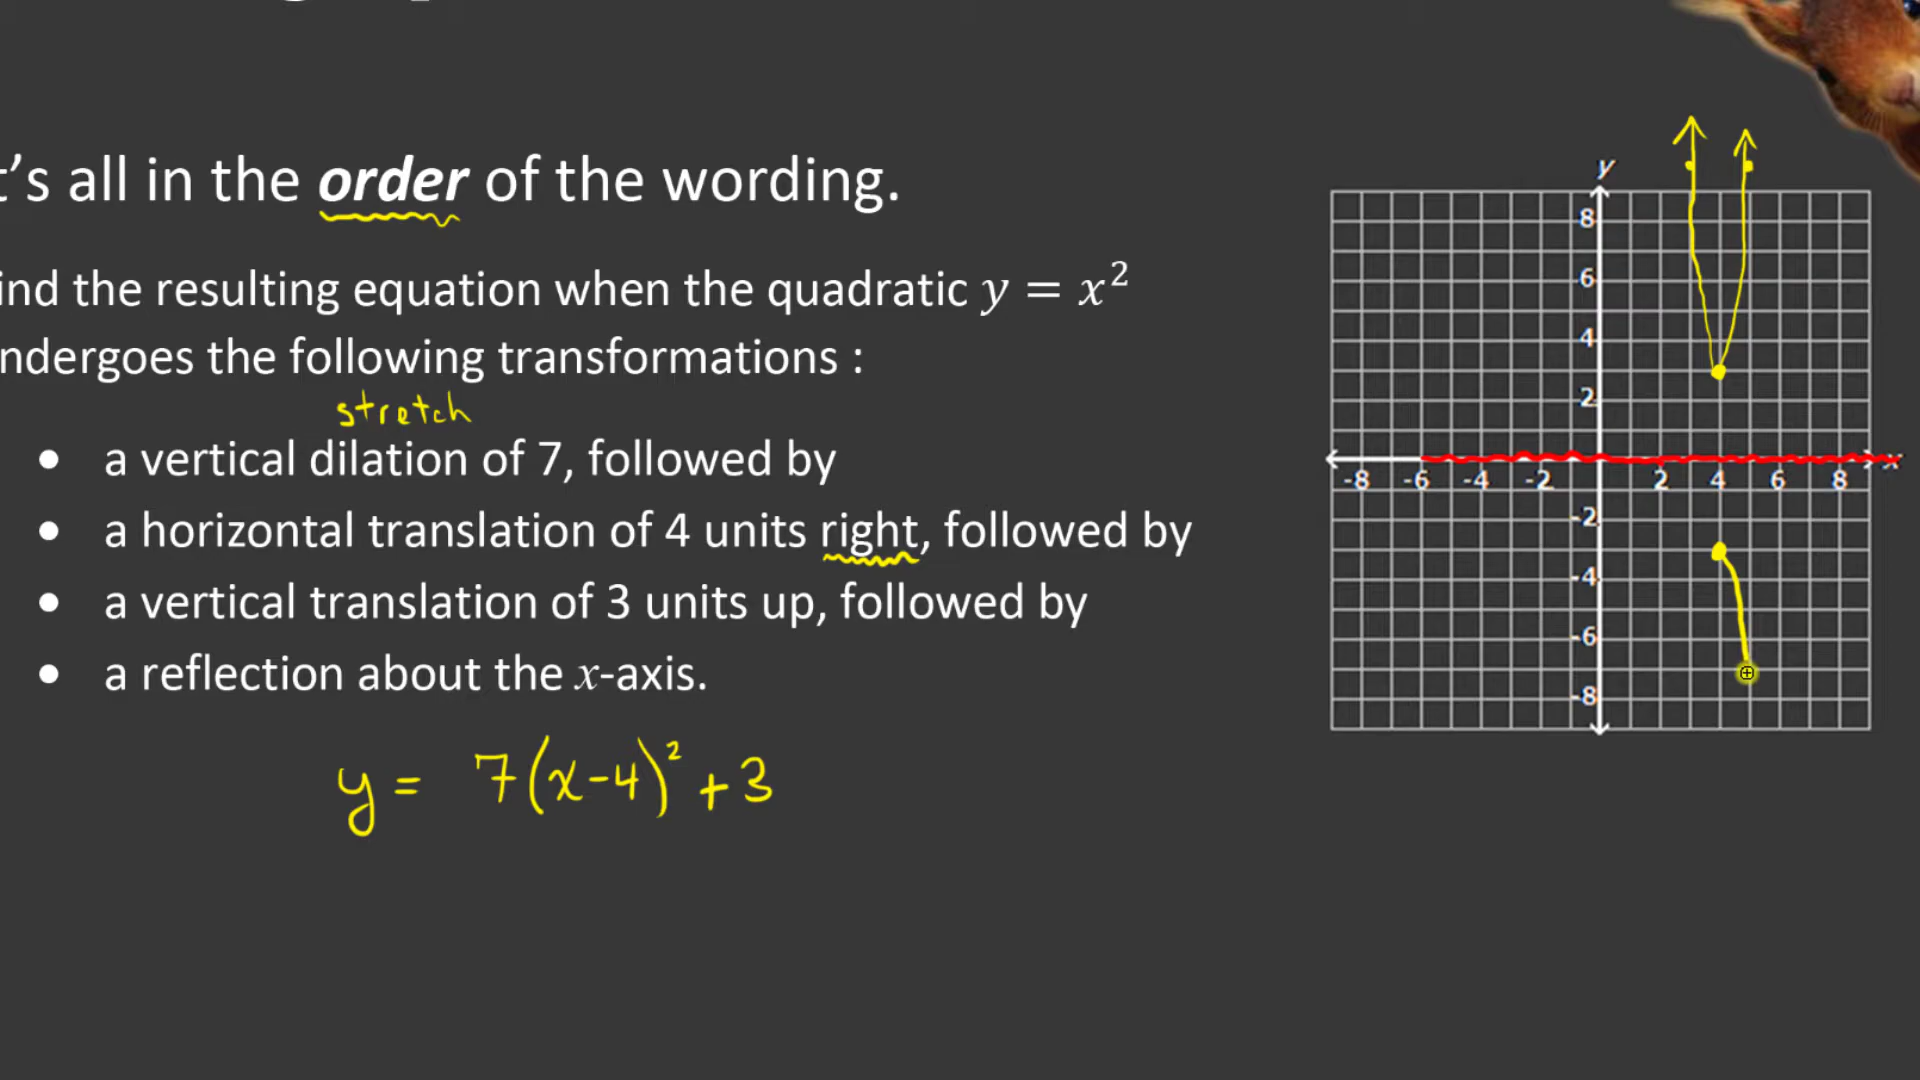 t's all in the order of the wording.
ind the resulting equation when the quadratic y = x²
ndergoes the following transformations :
stretch
• a vertical dilation of 7, followed by
• a horizontal translation of 4 units right, followed by
• a vertical translation of 3 units up, followed by
• a reflection about the x-axis.
y = 7(x-4)² + 3
y
8
6
4
2
-8 -6 -4 -2 2 4 6 8 x
-2
-4
-6
-8